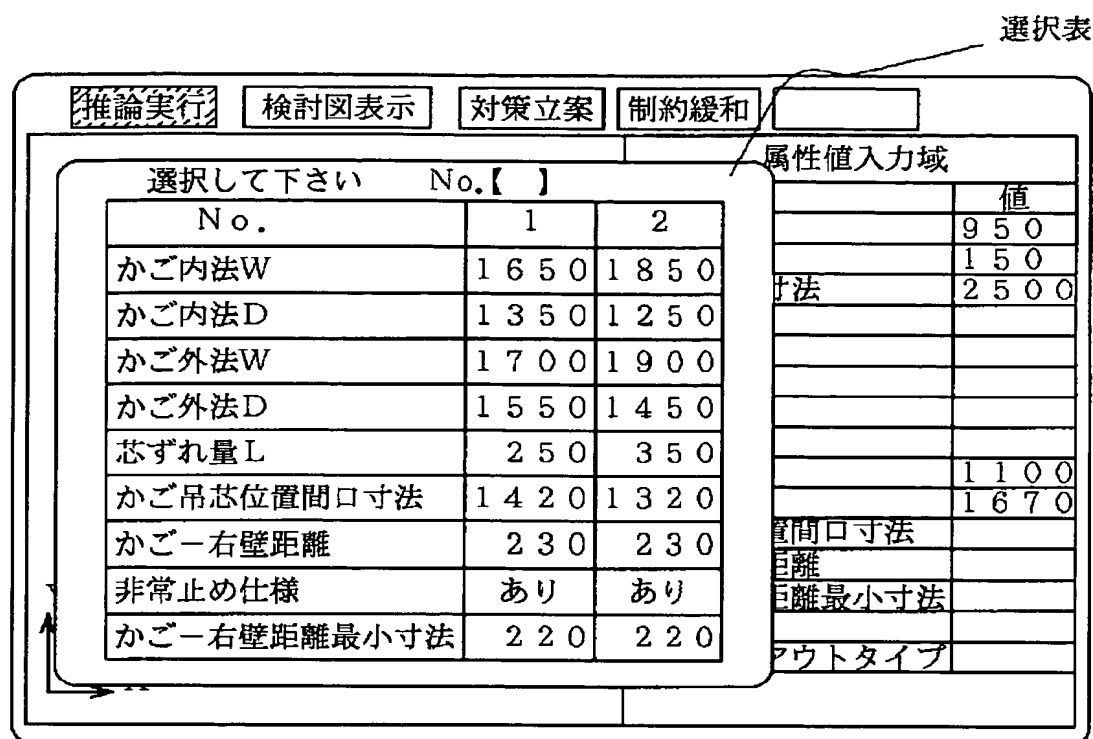 選択表
推論実行 検討図表示 対策立案 制約緩和
属性値入力域
選択して下さい No.【 】
No. 1 2
かご内法W 1650 1850
かご内法D 1350 1250
かご外法W 1700 1900
かご外法D 1550 1450
芯ずれ量L 250 350
かご吊芯位置間口寸法 1420 1320
かご－右壁距離 230 230
非常止め仕様 あり あり
かご－右壁距離最小寸法 220 220
値
950
150
寸法 2500
1100
1670
置間口寸法
距離
距離最小寸法
アウトタイプ